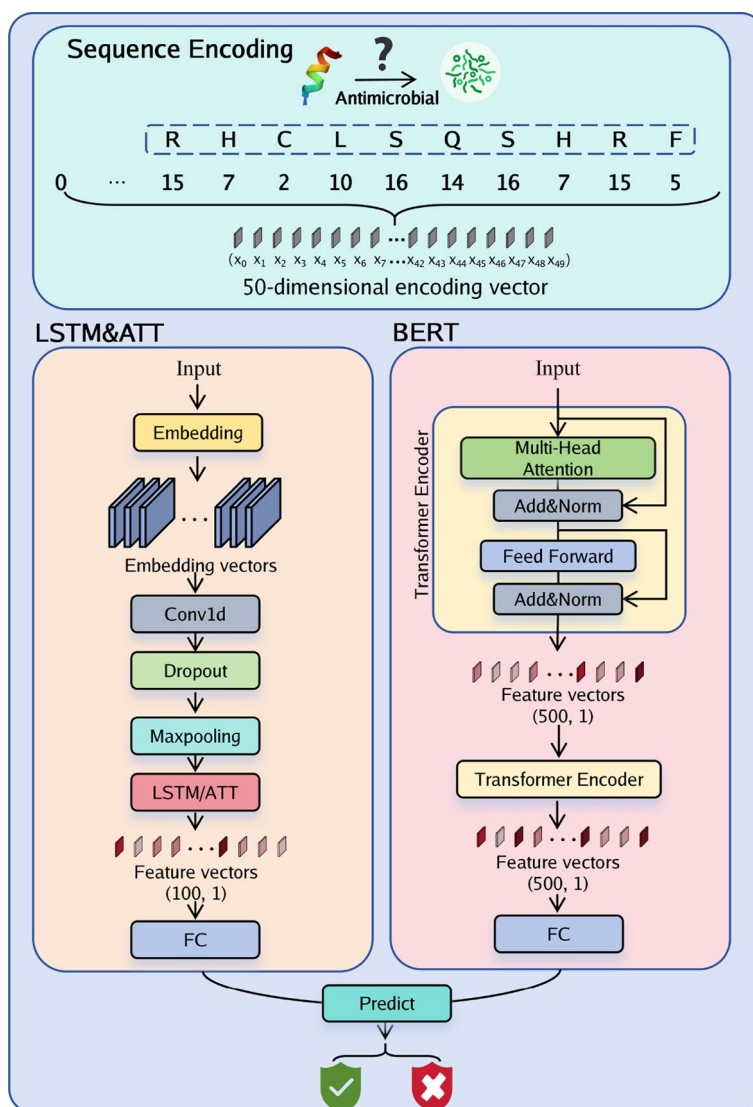 Sequence Encoding
?
Antimicrobial
R H C L S Q S H R F
0 ... 15 7 2 10 16 14 16 7 15 5
(x0 x1 x2 x3 x4 x5 x6 x7...x42 x43 x44 x45 x46 x47 x48 x49)
50-dimensional encoding vector
LSTM&ATT
Input
Embedding
...
Embedding vectors
Conv1d
Dropout
Maxpooling
LSTM/ATT
...
Feature vectors
(100, 1)
FC
BERT
Input
Transformer Encoder
Multi-Head
Attention
Add&Norm
Feed Forward
Add&Norm
...
Feature vectors
(500, 1)
Transformer Encoder
...
Feature vectors
(500, 1)
FC
Predict